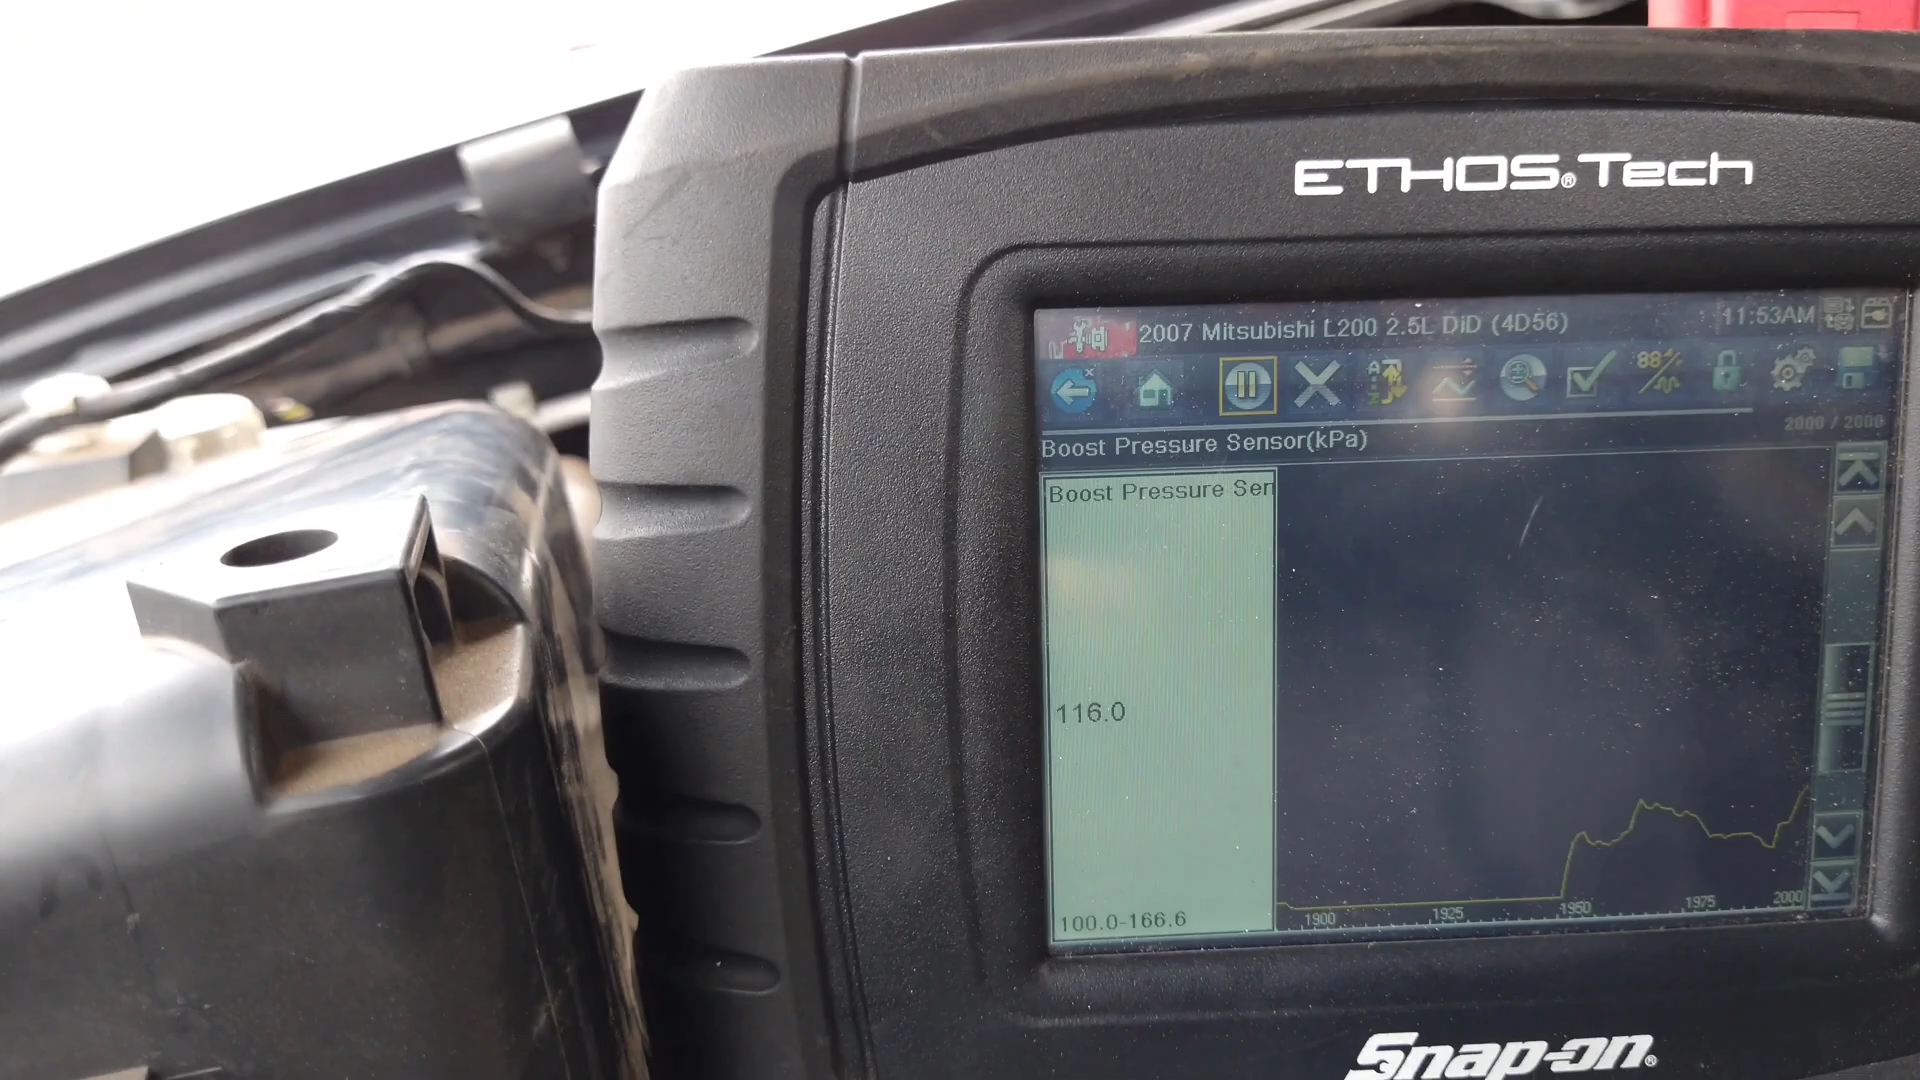 ETHOS® Tech
2007 Mitsubishi L200 2.5L DiD (4D56)
11:53AM
2000 / 2000
Boost Pressure Sensor(kPa)
Boost Pressure Sen
116.0
100.0-166.6
1900 1925 1950 1975 2000
Snap-on®